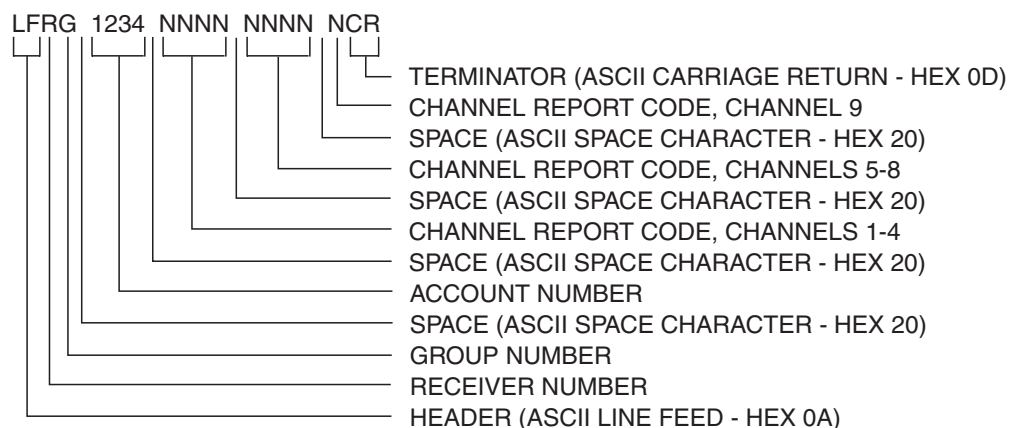 LFRG 1234 NNNN NNNN NCR
TERMINATOR (ASCII CARRIAGE RETURN - HEX 0D)
CHANNEL REPORT CODE, CHANNEL 9
SPACE (ASCII SPACE CHARACTER - HEX 20)
CHANNEL REPORT CODE, CHANNELS 5-8
SPACE (ASCII SPACE CHARACTER - HEX 20)
CHANNEL REPORT CODE, CHANNELS 1-4
SPACE (ASCII SPACE CHARACTER - HEX 20)
ACCOUNT NUMBER
SPACE (ASCII SPACE CHARACTER - HEX 20)
GROUP NUMBER
RECEIVER NUMBER
HEADER (ASCII LINE FEED - HEX 0A)